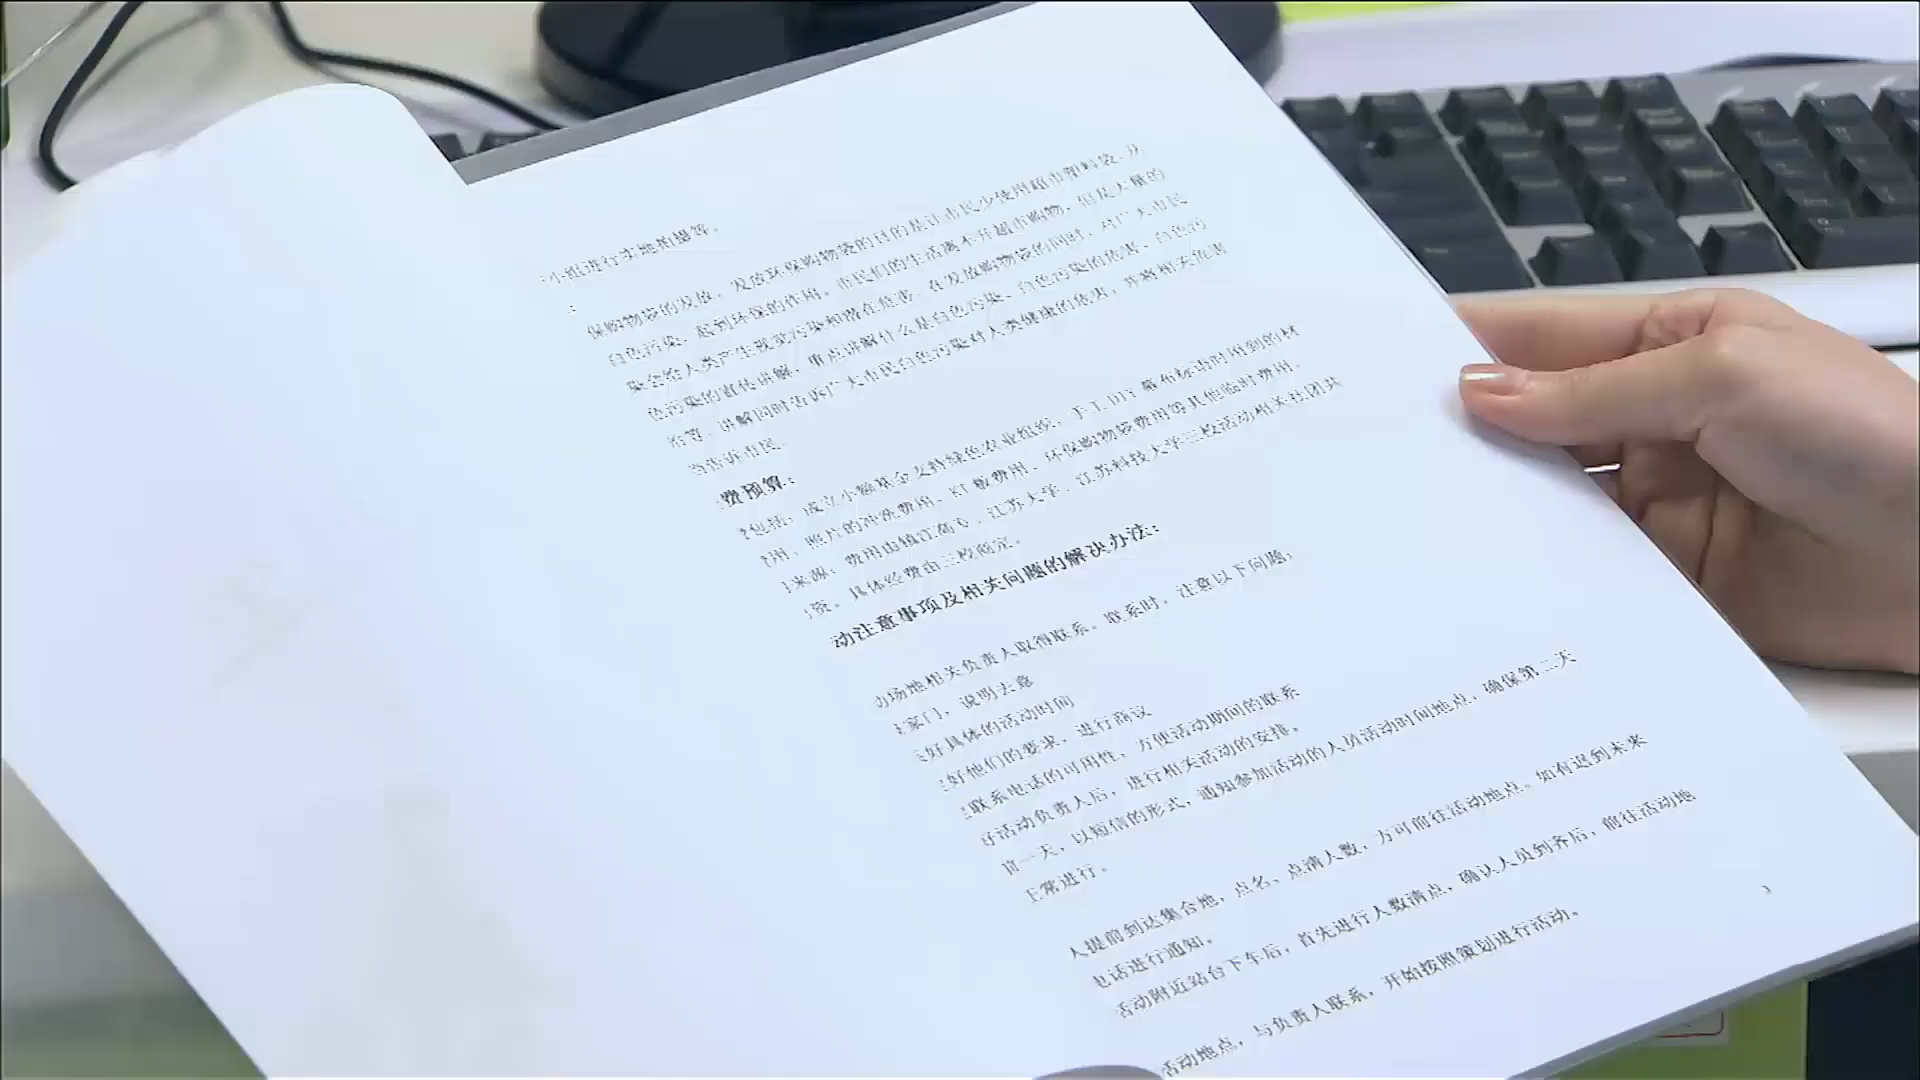 小组进行实地拍摄等。
:
保购物袋的发放。发放环保购物袋的目的是让市民少使用超市塑料袋，从
白色污染，起到环保的作用。市民们的生活离不开超市购物，但是大量的
染会给人类产生视觉污染和潜在危害，在发放购物袋的同时，对广大市民
色污染的宣传讲解，重点讲解什么是白色污染、白色污染的危害、白色污
治等，讲解同时告诉广大市民白色污染对人类健康的危害，并将相关危害
当告诉市民。
费预算：
包括：成立小额基金支持绿色农业组织，手工DIY幕布标语时用到的材
用、照片的冲洗费用、KT板费用、环保购物袋费用等其他临时费用。
来源：费用由镇江高专、江苏大学、江苏科技大学三校活动相关社团共
资。具体经费由三校商定。
动注意事项及相关问题的解决办法：
场地相关负责人取得联系。联系时，注意以下问题：
家门，说明去意
好具体的活动时间
好他们的要求，进行商议
联系电话的可用性，方便活动期间的联系
好活动负责人后，进行相关活动的安排。
前一天，以短信的形式，通知参加活动的人员活动时间地点，确保第二天
正常进行。
人提前到达集合地，点名、点清人数，方可前往活动地点。如有迟到未来
电话进行通知。
活动附近站台下车后，首先进行人数清点，确认人员到齐后，前往活动地
活动地点，与负责人联系，开始按照策划进行活动。
3